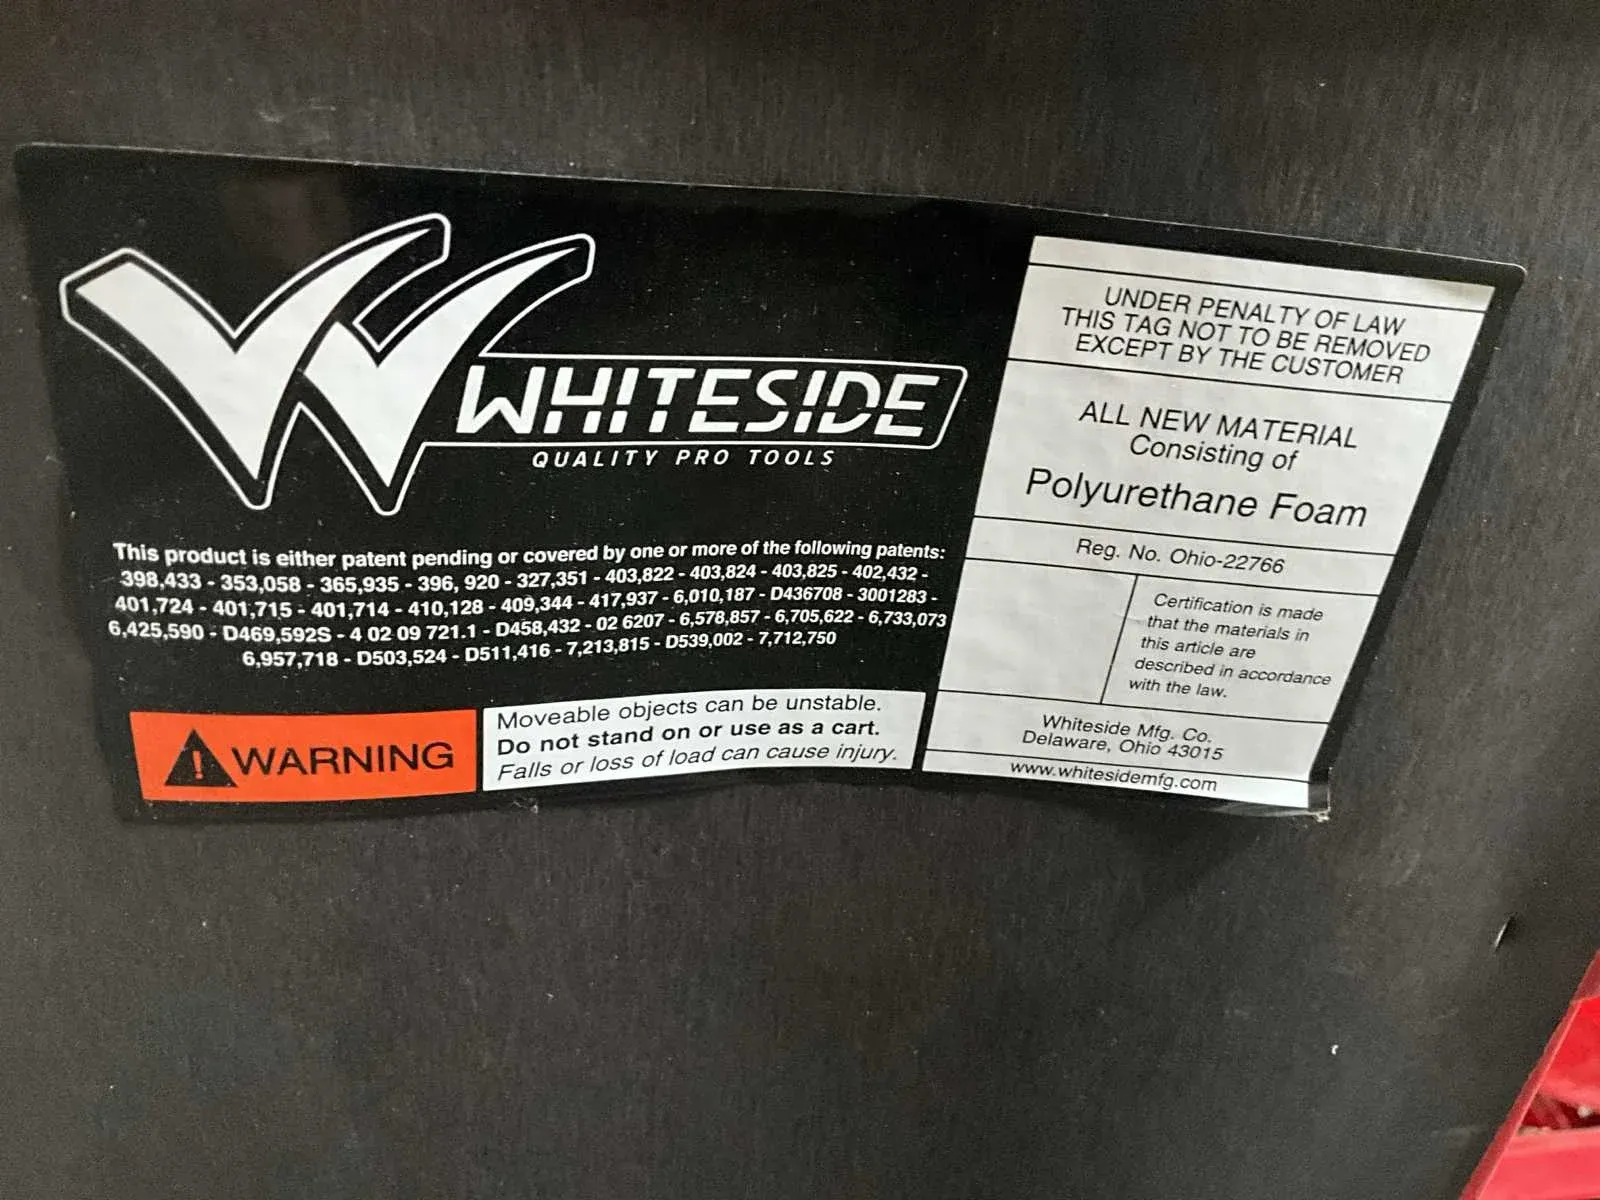 WHITESIDE
QUALITY PRO TOOLS
This product is either patent pending or covered by one or more of the following patents:
398,433 - 353,058 - 365,935 - 396, 920 - 327,351 - 403,822 - 403,824 - 403,825 - 402,432 -
401,724 - 401,715 - 401,714 - 410,128 - 409,344 - 417,937 - 6,010,187 - D436708 - 3001283 -
6,425,590 - D469,592S - 4 02 09 721.1 - D458,432 - 02 6207 - 6,578,857 - 6,705,622 - 6,733,073
6,957,718 - D503,524 - D511,416 - 7,213,815 - D539,002 - 7,712,750
WARNING
Moveable objects can be unstable.
Do not stand on or use as a cart.
Falls or loss of load can cause injury.
UNDER PENALTY OF LAW
THIS TAG NOT TO BE REMOVED
EXCEPT BY THE CUSTOMER
ALL NEW MATERIAL
Consisting of
Polyurethane Foam
Reg. No. Ohio-22766
Certification is made
that the materials in
this article are
described in accordance
with the law.
Whiteside Mfg. Co.
Delaware, Ohio 43015
www.whitesidemfg.com